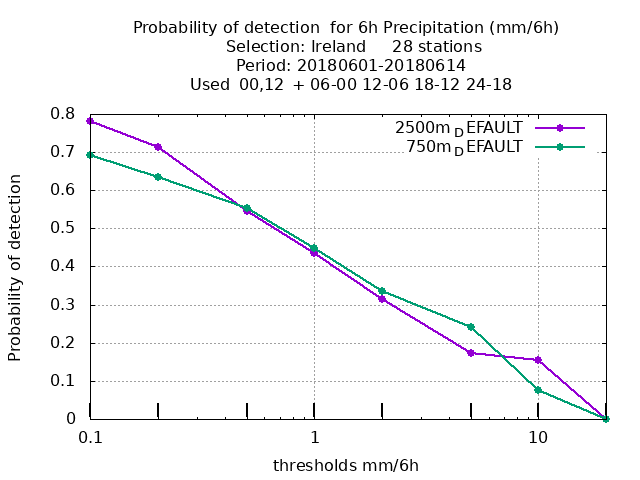 Probability of detection  for 6h Precipitation (mm/6h)
Selection: Ireland     28 stations
Period: 20180601-20180614
Used  00,12  + 06-00 12-06 18-12 24-18
2500m_DEFAULT
750m_DEFAULT
Probability of detection
0.8
0.7
0.6
0.5
0.4
0.3
0.2
0.1
0
0.1 1 10
thresholds mm/6h